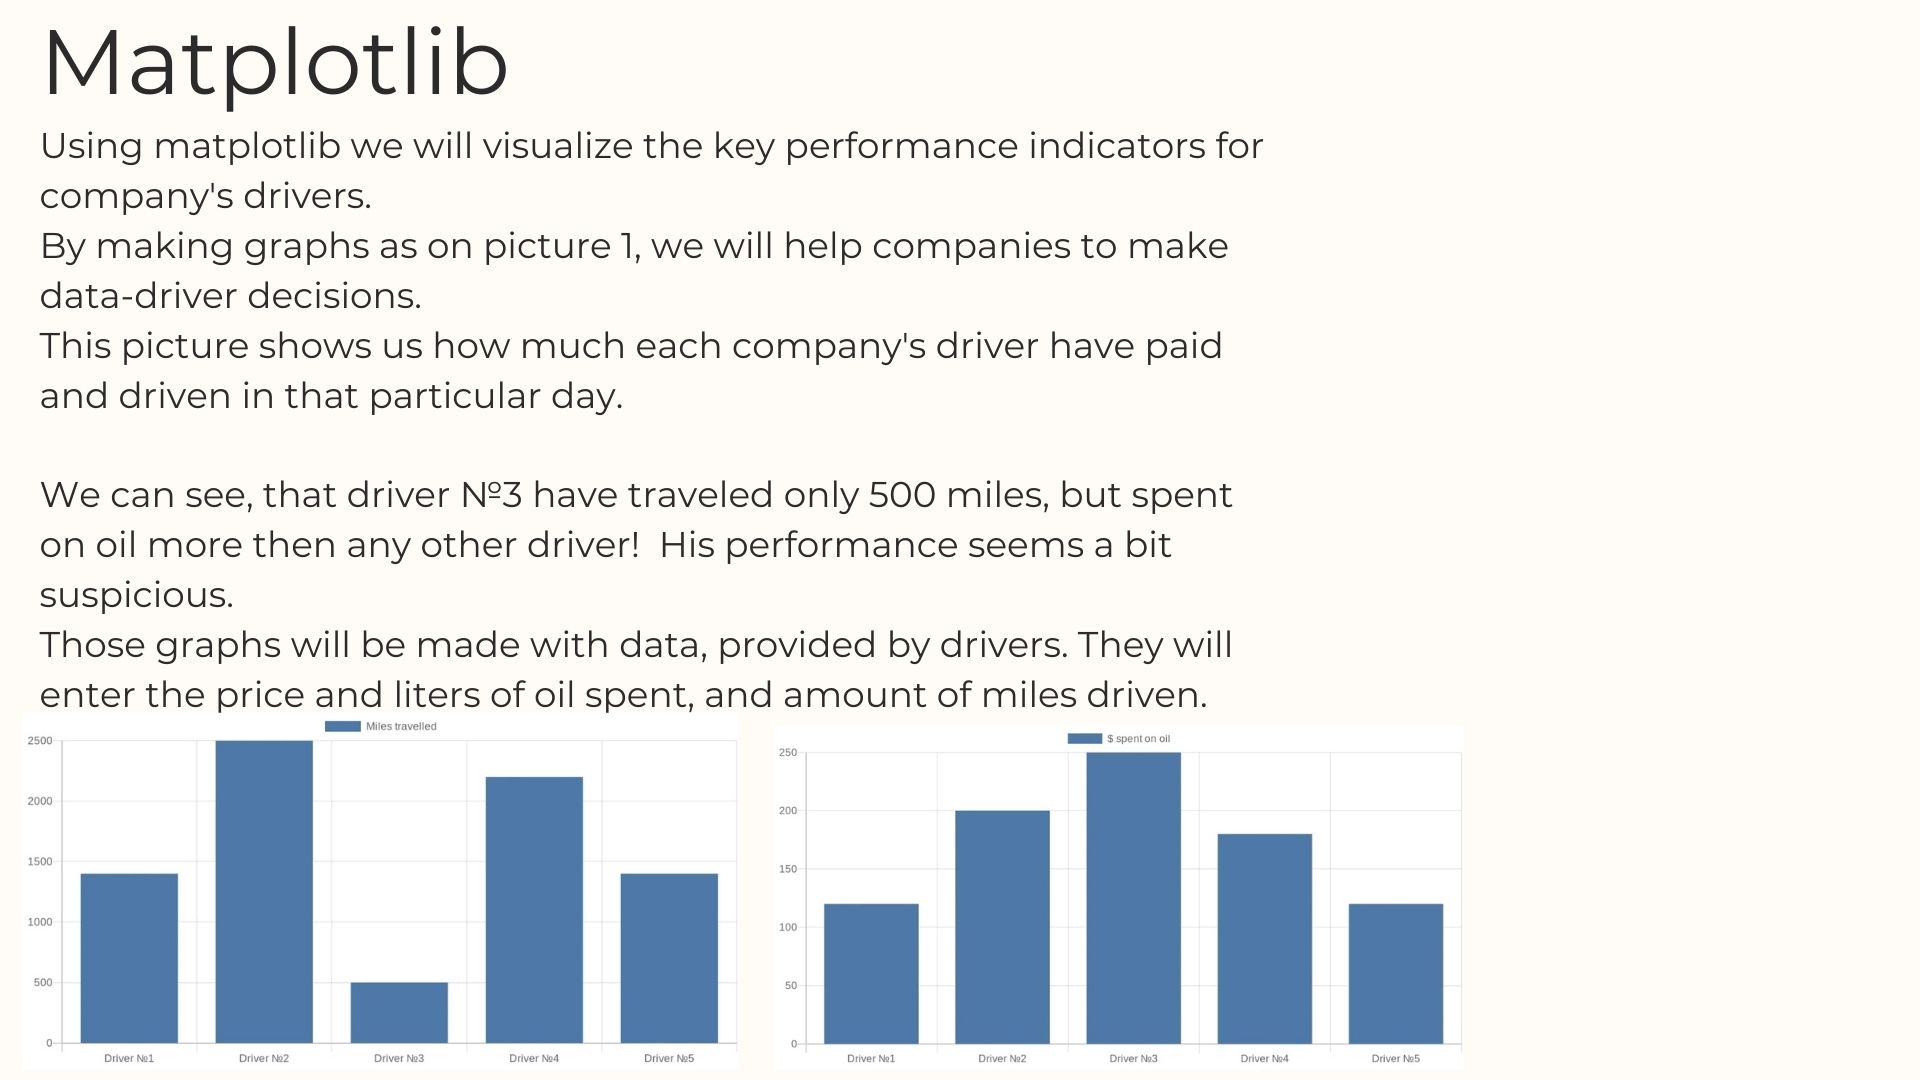 Matplotlib
Using matplotlib we will visualize the key performance indicators for
company's drivers.
By making graphs as on picture 1, we will help companies to make
data-driver decisions.
This picture shows us how much each company's driver have paid
and driven in that particular day.
We can see, that driver №3 have traveled only 500 miles, but spent
on oil more then any other driver!  His performance seems a bit
suspicious.
Those graphs will be made with data, provided by drivers. They will
enter the price and liters of oil spent, and amount of miles driven.
Miles travelled
2500
2000
1500
1000
500
0
Driver №1 Driver №2 Driver №3 Driver №4 Driver №5
$ spent on oil
250
200
150
100
50
0
Driver №1 Driver №2 Driver №3 Driver №4 Driver №5